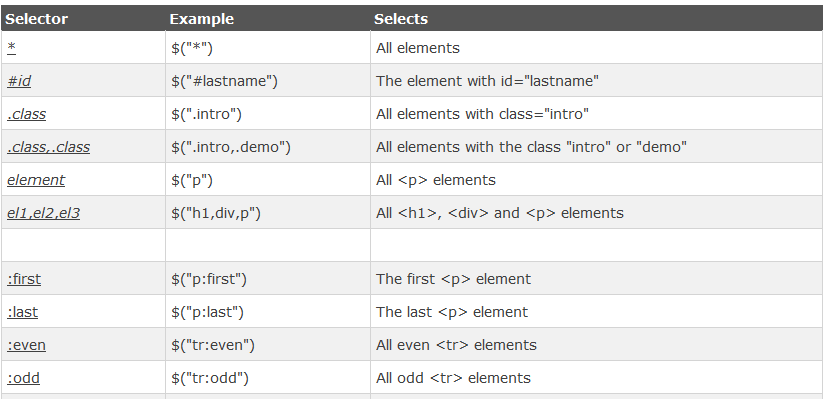 Selector Example Selects
* $("*") All elements
#id $("#lastname") The element with id="lastname"
.class $(".intro") All elements with class="intro"
.class,.class $(".intro,.demo") All elements with the class "intro" or "demo"
element $("p") All <p> elements
el1,el2,el3 $("h1,div,p") All <h1>, <div> and <p> elements
:first $("p:first") The first <p> element
:last $("p:last") The last <p> element
:even $("tr:even") All even <tr> elements
:odd $("tr:odd") All odd <tr> elements